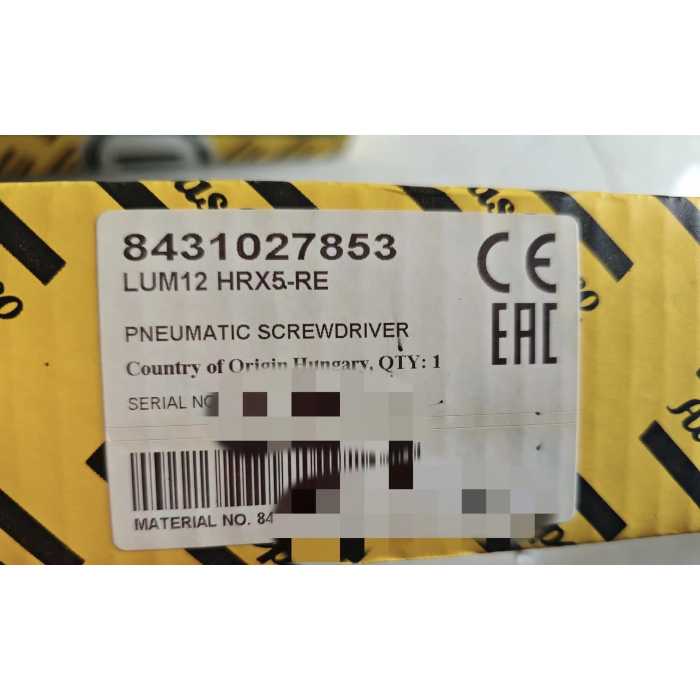 8431027853
LUM12 HRX5-RE
PNEUMATIC SCREWDRIVER
Country of Origin Hungary, QTY: 1
SERIAL NO
MATERIAL NO. 84
CE
EAC